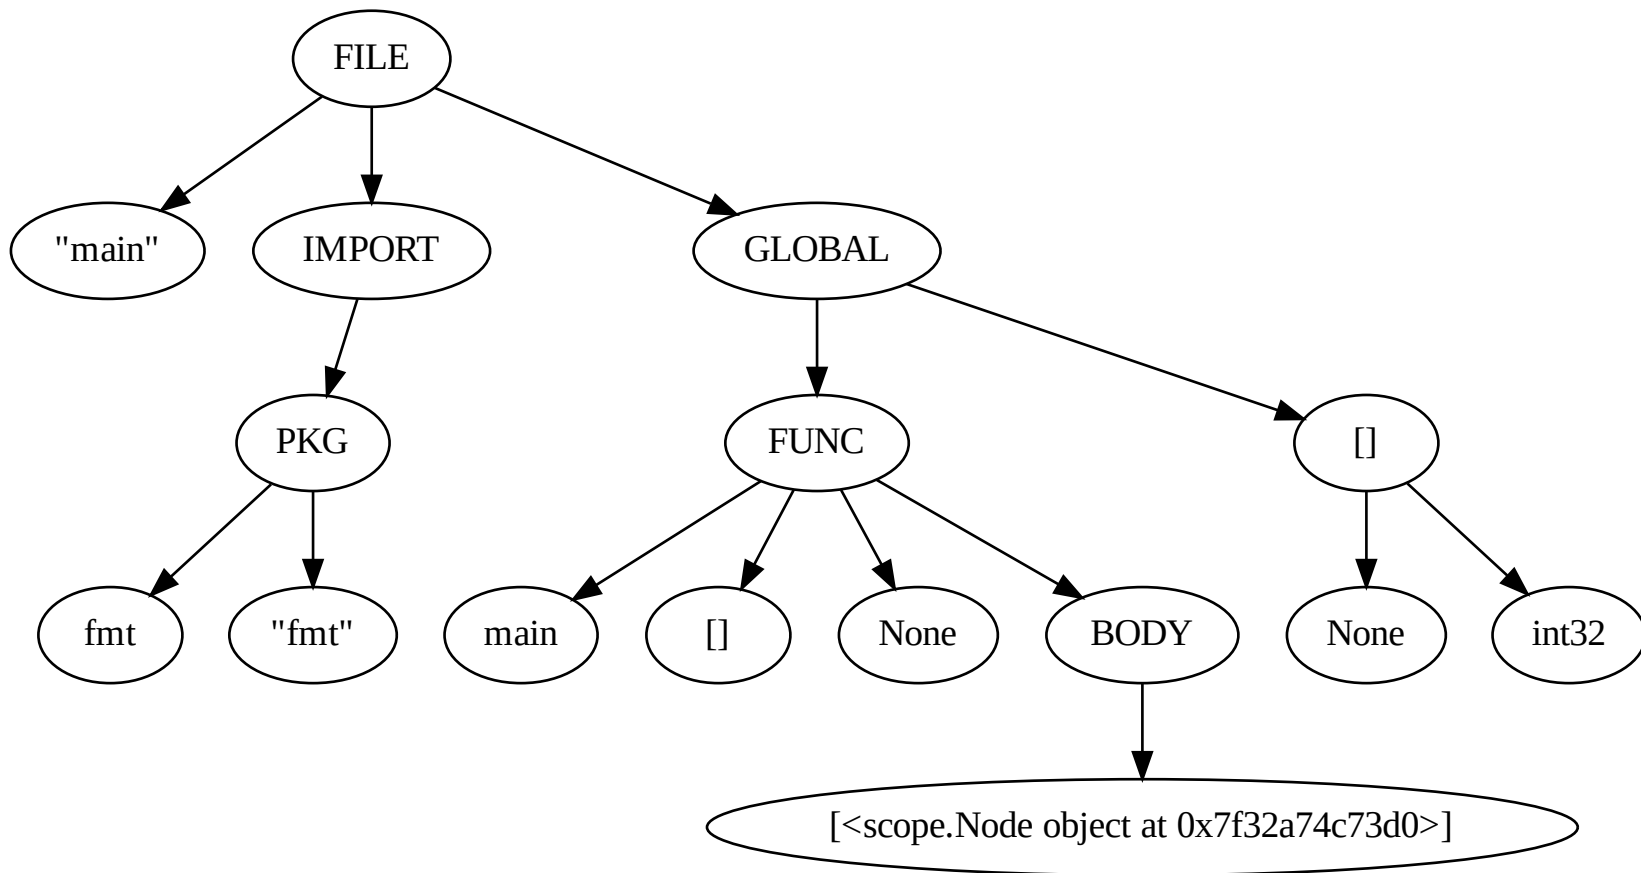 FILE
"main"
IMPORT
GLOBAL
PKG
FUNC
[]
fmt
"fmt"
main
[]
None
BODY
None
int32
[<scope.Node object at 0x7f32a74c73d0>]